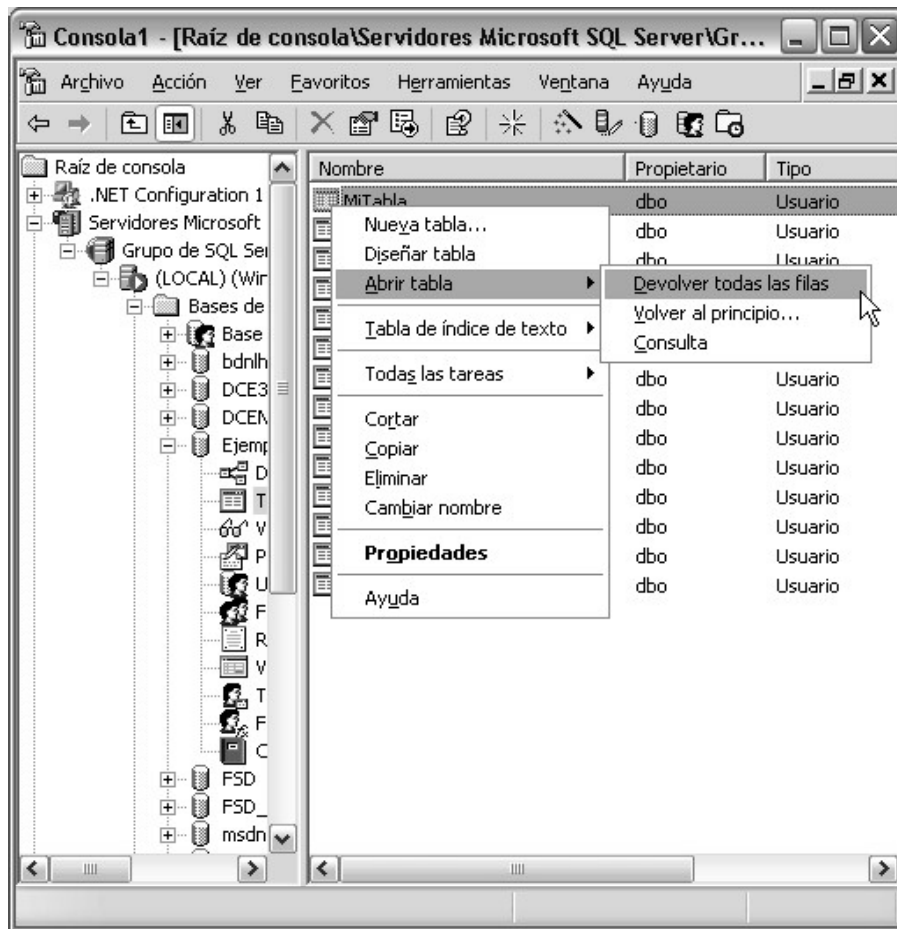 Consola1 - [Raíz de consola\Servidores Microsoft SQL Server\Gr...
Archivo Acción Ver Favoritos Herramientas Ventana Ayuda
Raíz de consola
.NET Configuration 1
Servidores Microsoft
Grupo de SQL Ser
(LOCAL) (Wir
Bases de
Base
bdnlh
DCE3
DCEN
Ejemp
D
T
V
P
U
F
R
V
T
F
C
FSD
FSD_
msdn
Nombre Propietario Tipo
MiTabla dbo Usuario
dbo Usuario
dbo Usuario
Nueva tabla...
Diseñar tabla
Abrir tabla
Tabla de índice de texto
Todas las tareas
Cortar
Copiar
Eliminar
Cambiar nombre
Propiedades
Ayuda
Devolver todas las filas
Volver al principio...
Consulta
dbo Usuario
dbo Usuario
dbo Usuario
dbo Usuario
dbo Usuario
dbo Usuario
dbo Usuario
dbo Usuario